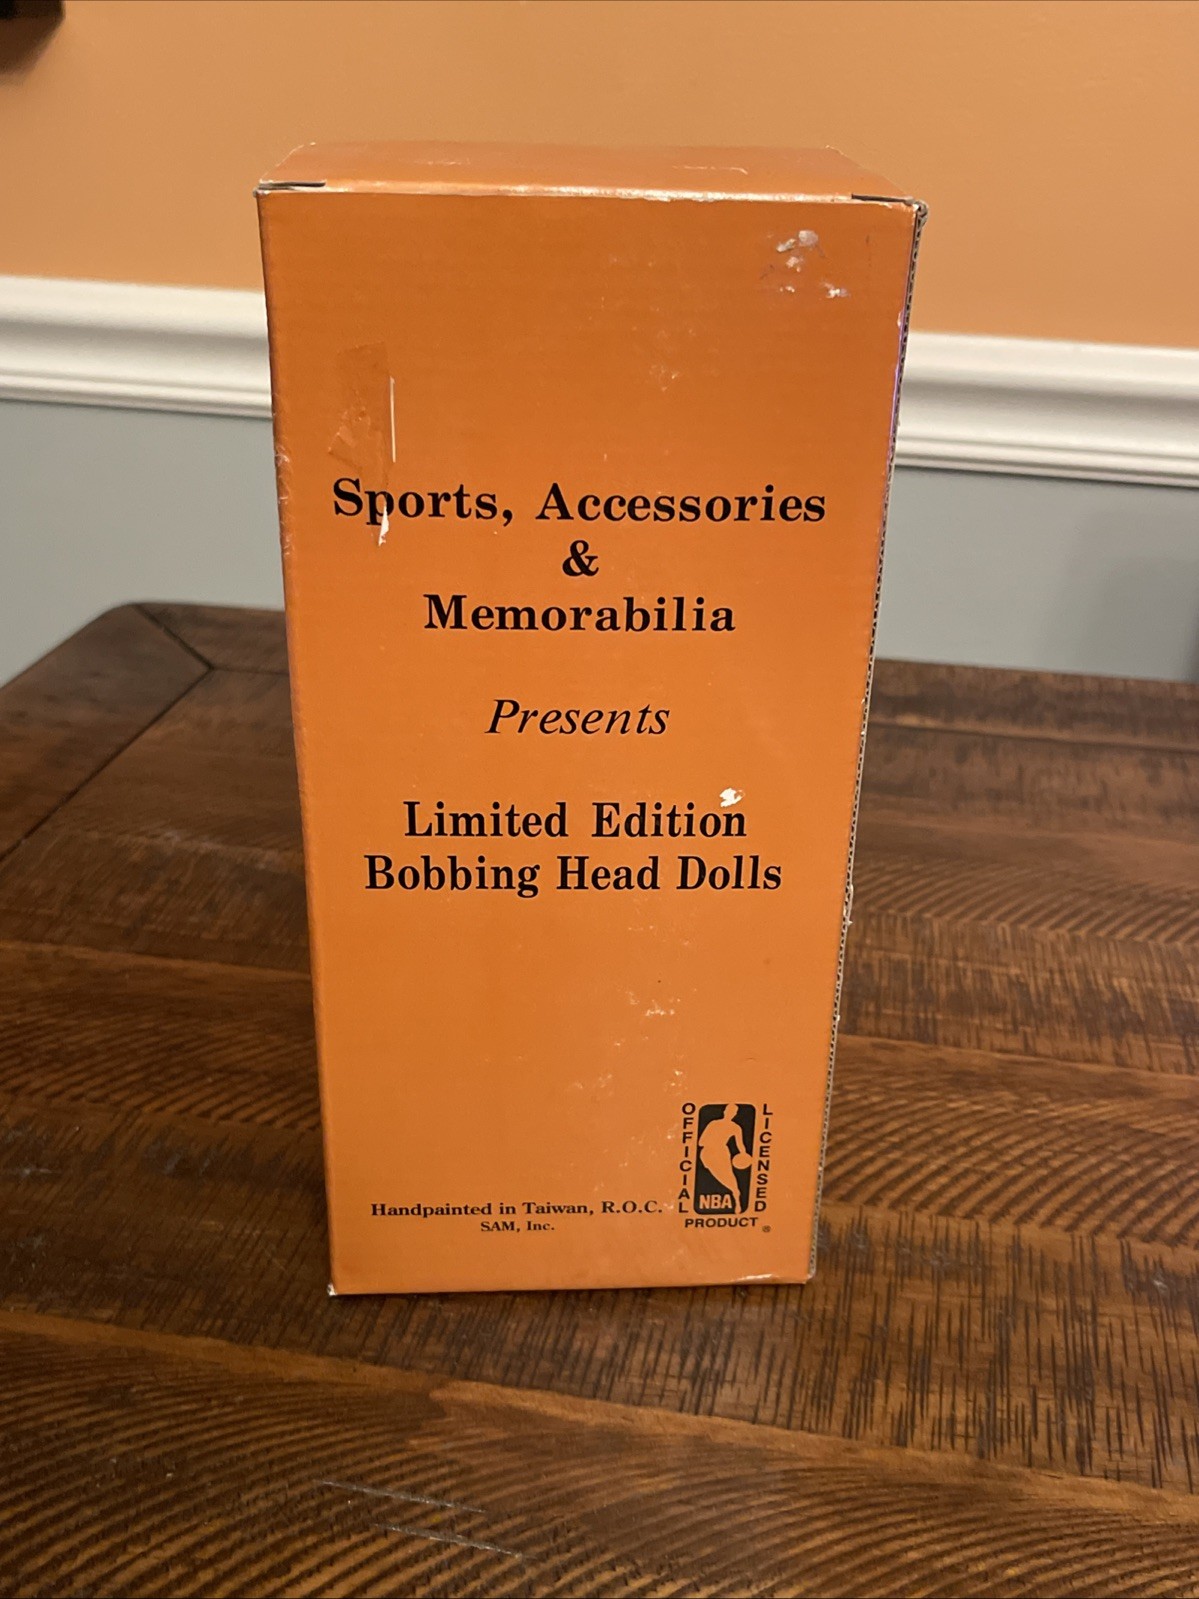 Sports, Accessories
&
Memorabilia
Presents
Limited Edition
Bobbing Head Dolls
Handpainted in Taiwan, R.O.C.
SAM, Inc.
OFFICIAL
LICENSED
NBA
PRODUCT ®